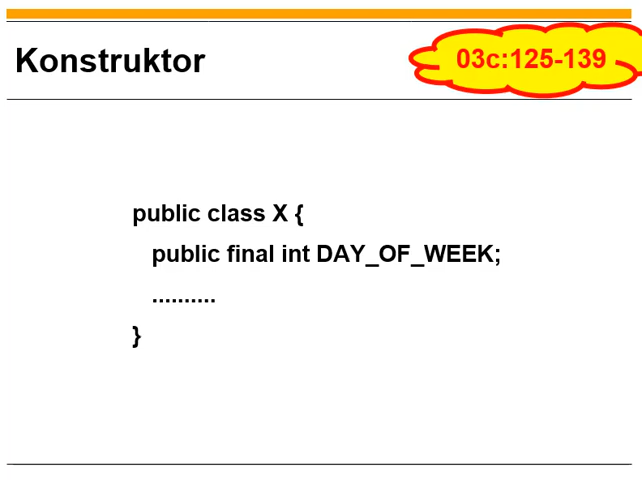 Konstruktor
03c:125-139
public class X {
public final int DAY_OF_WEEK;
..........
}